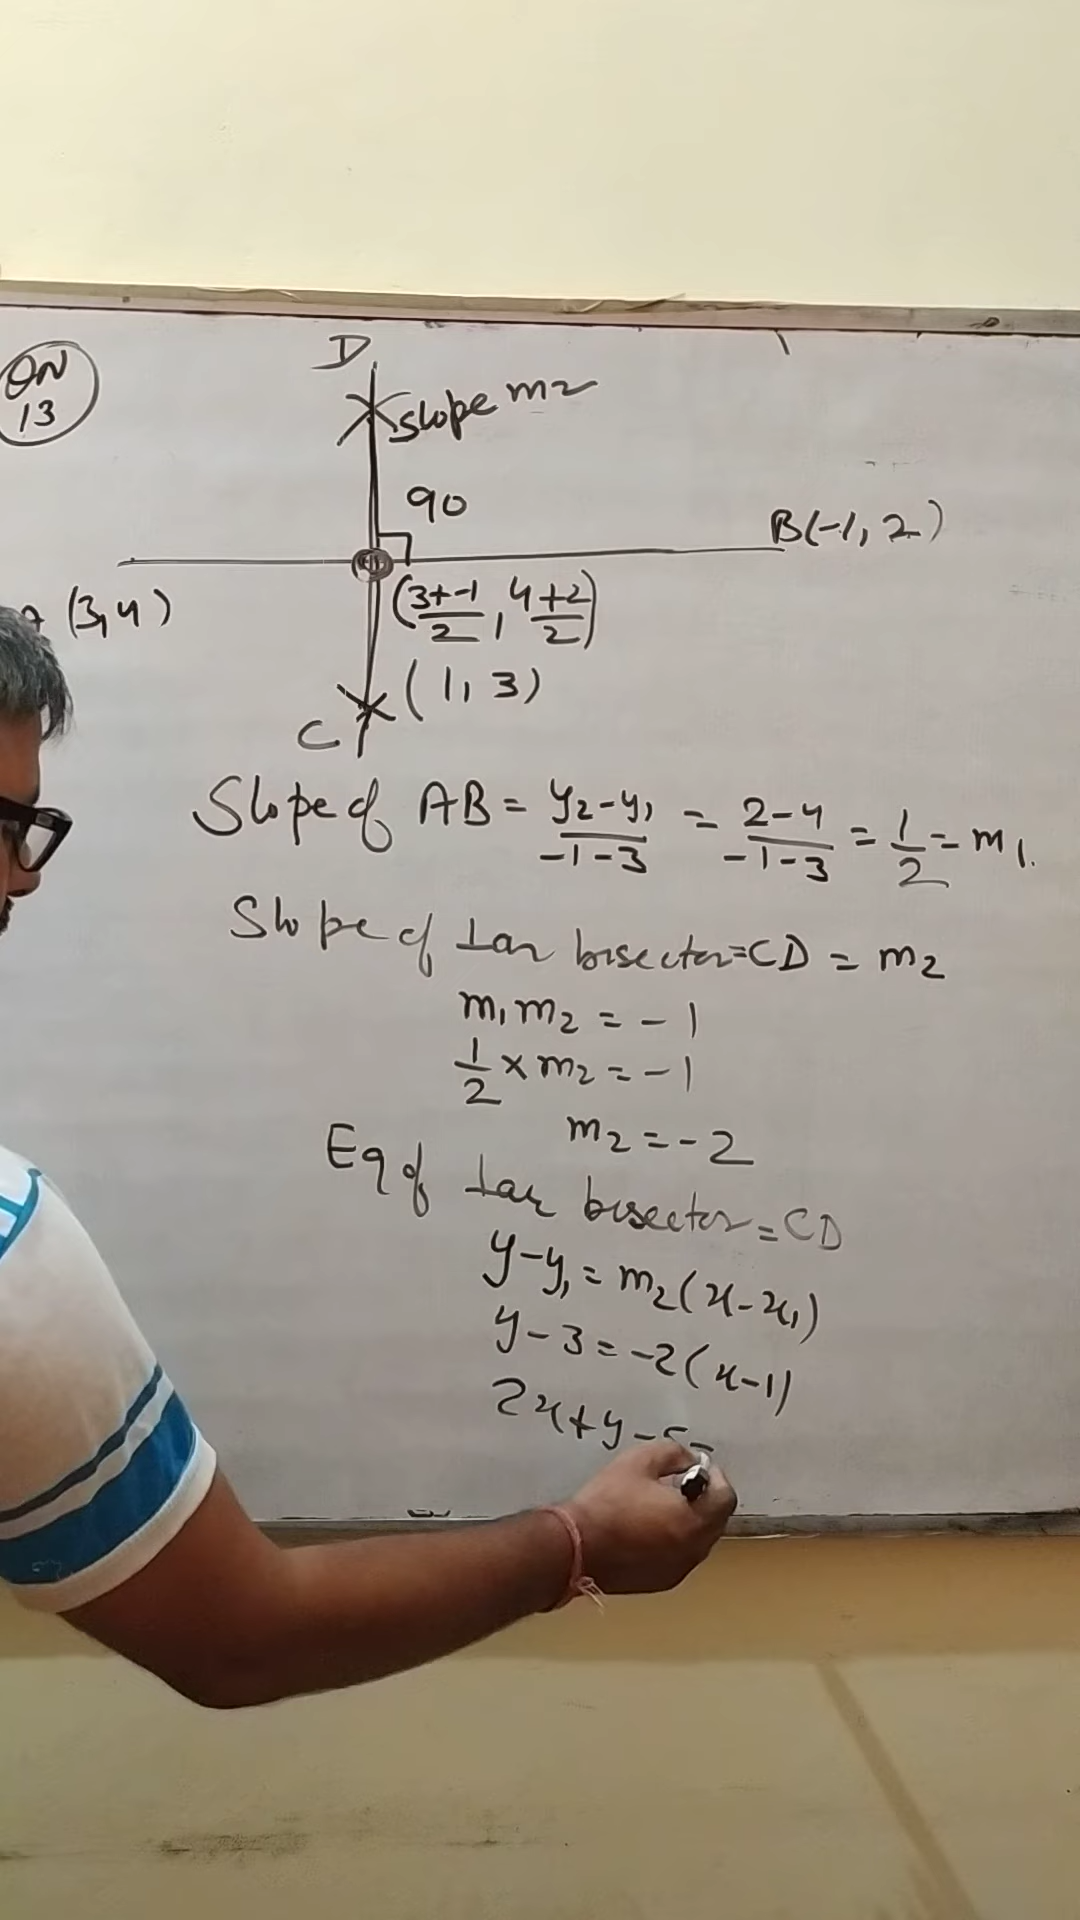 QN
13
D
slope m2
90
B(-1, 2)
(3, 4)
(3+-1/2, 4+2/2)
(1, 3)
C
Slope of AB = y2-y1/-1-3 = 2-4/-1-3 = 1/2 = m1.
Slope of ⊥ar bisector = CD = m2
m1 m2 = -1
1/2 × m2 = -1
m2 = -2
Eq of ⊥ar bisector = CD
y-y1 = m2(x-x1)
y-3 = -2(x-1)
2x+y-